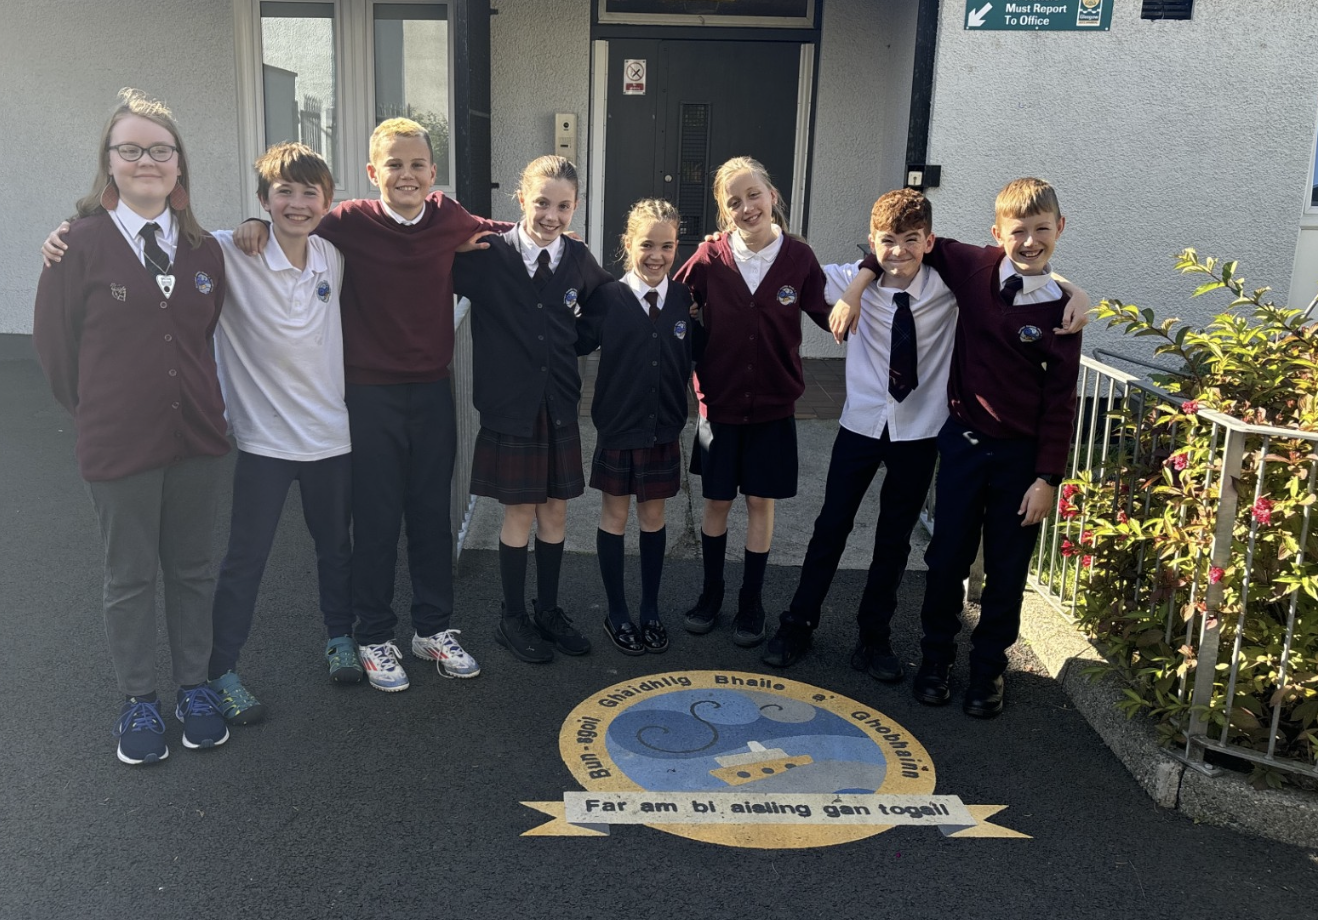 Must Report
To Office
Bun-sgoil Ghàidhlig Bhaile a' Ghobhainn
Far am bi aisling gan togail